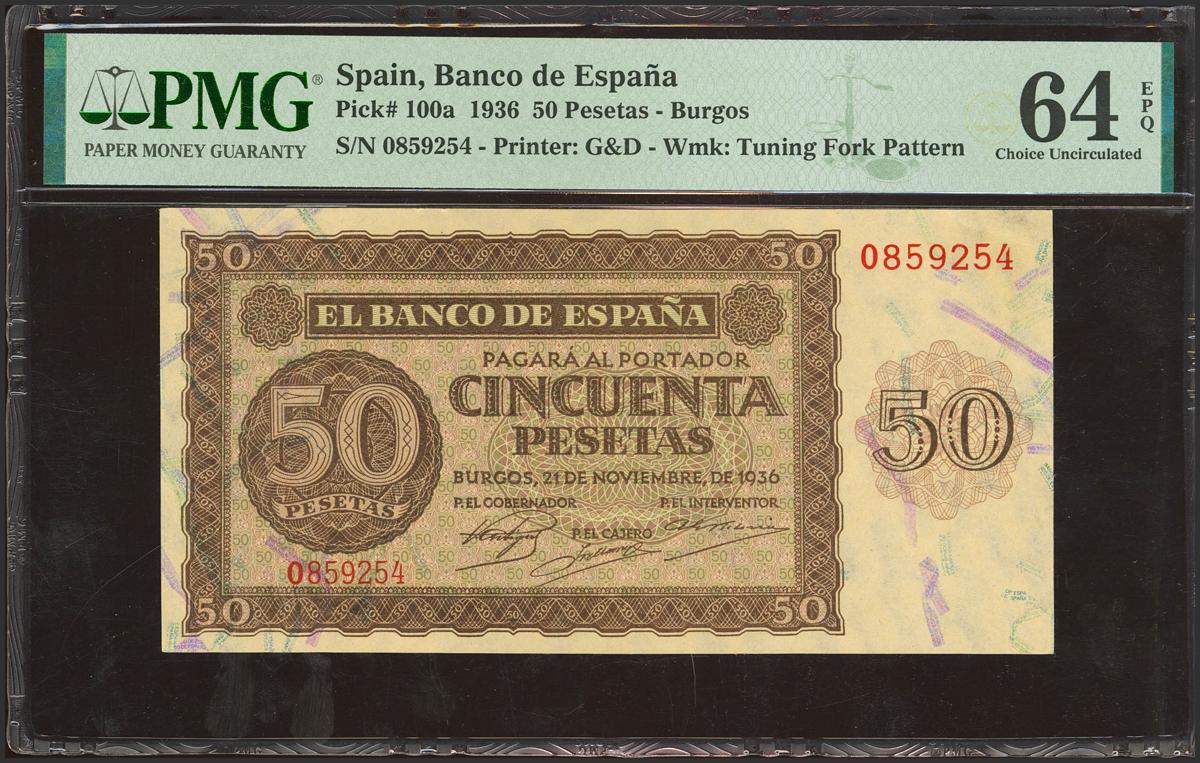 PMG®
PAPER MONEY GUARANTY
Spain, Banco de España
Pick# 100a 1936 50 Pesetas - Burgos
S/N 0859254 - Printer: G&D - Wmk: Tuning Fork Pattern
64
EPQ
Choice Uncirculated
50
50
0859254
EL BANCO DE ESPAÑA
PAGARÁ AL PORTADOR
CINCUENTA
PESETAS
50
PESETAS
50
BURGOS, 21 DE NOVIEMBRE, DE 1936
P. EL GOBERNADOR
P. EL INTERVENTOR
P. EL CAJERO
0859254
50
50